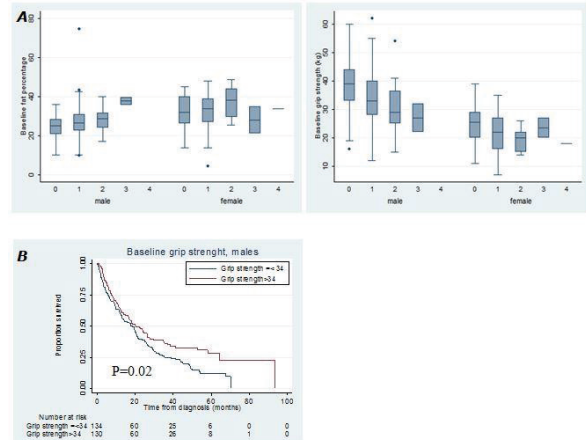 A
Baseline fat percentage
80
60
40
20
0
0 1 2 3 4 0 1 2 3 4
male female
Baseline grip strength (kg)
60
50
40
30
20
10
0 1 2 3 4 0 1 2 3 4
male female
B
Baseline grip strenght, males
Grip strength =<34
Grip strength>34
Proportion survived
1.00
0.75
0.50
0.25
0.00
P=0.02
0 20 40 60 80 100
Time from diagnosis (months)
Number at risk
Grip strength =<34 134 60 25 6 0 0
Grip strength>34 130 60 26 8 1 0